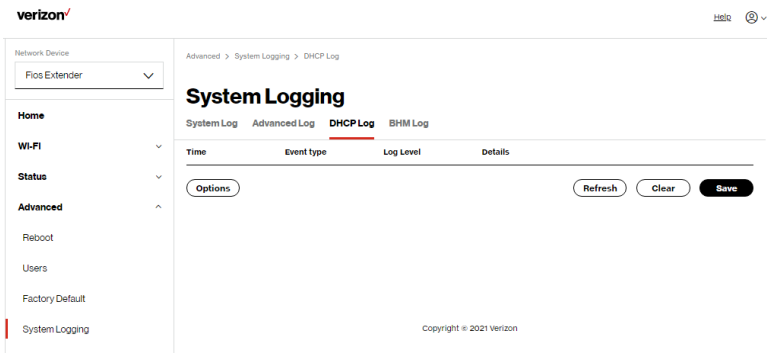 verizon✓
Help
Network Device
Fios Extender
Home
Wi-Fi
Status
Advanced
Reboot
Users
Factory Default
System Logging
Advanced > System Logging > DHCP Log
System Logging
System Log Advanced Log DHCP Log BHM Log
Time Event type Log Level Details
Options Refresh Clear Save
Copyright © 2021 Verizon